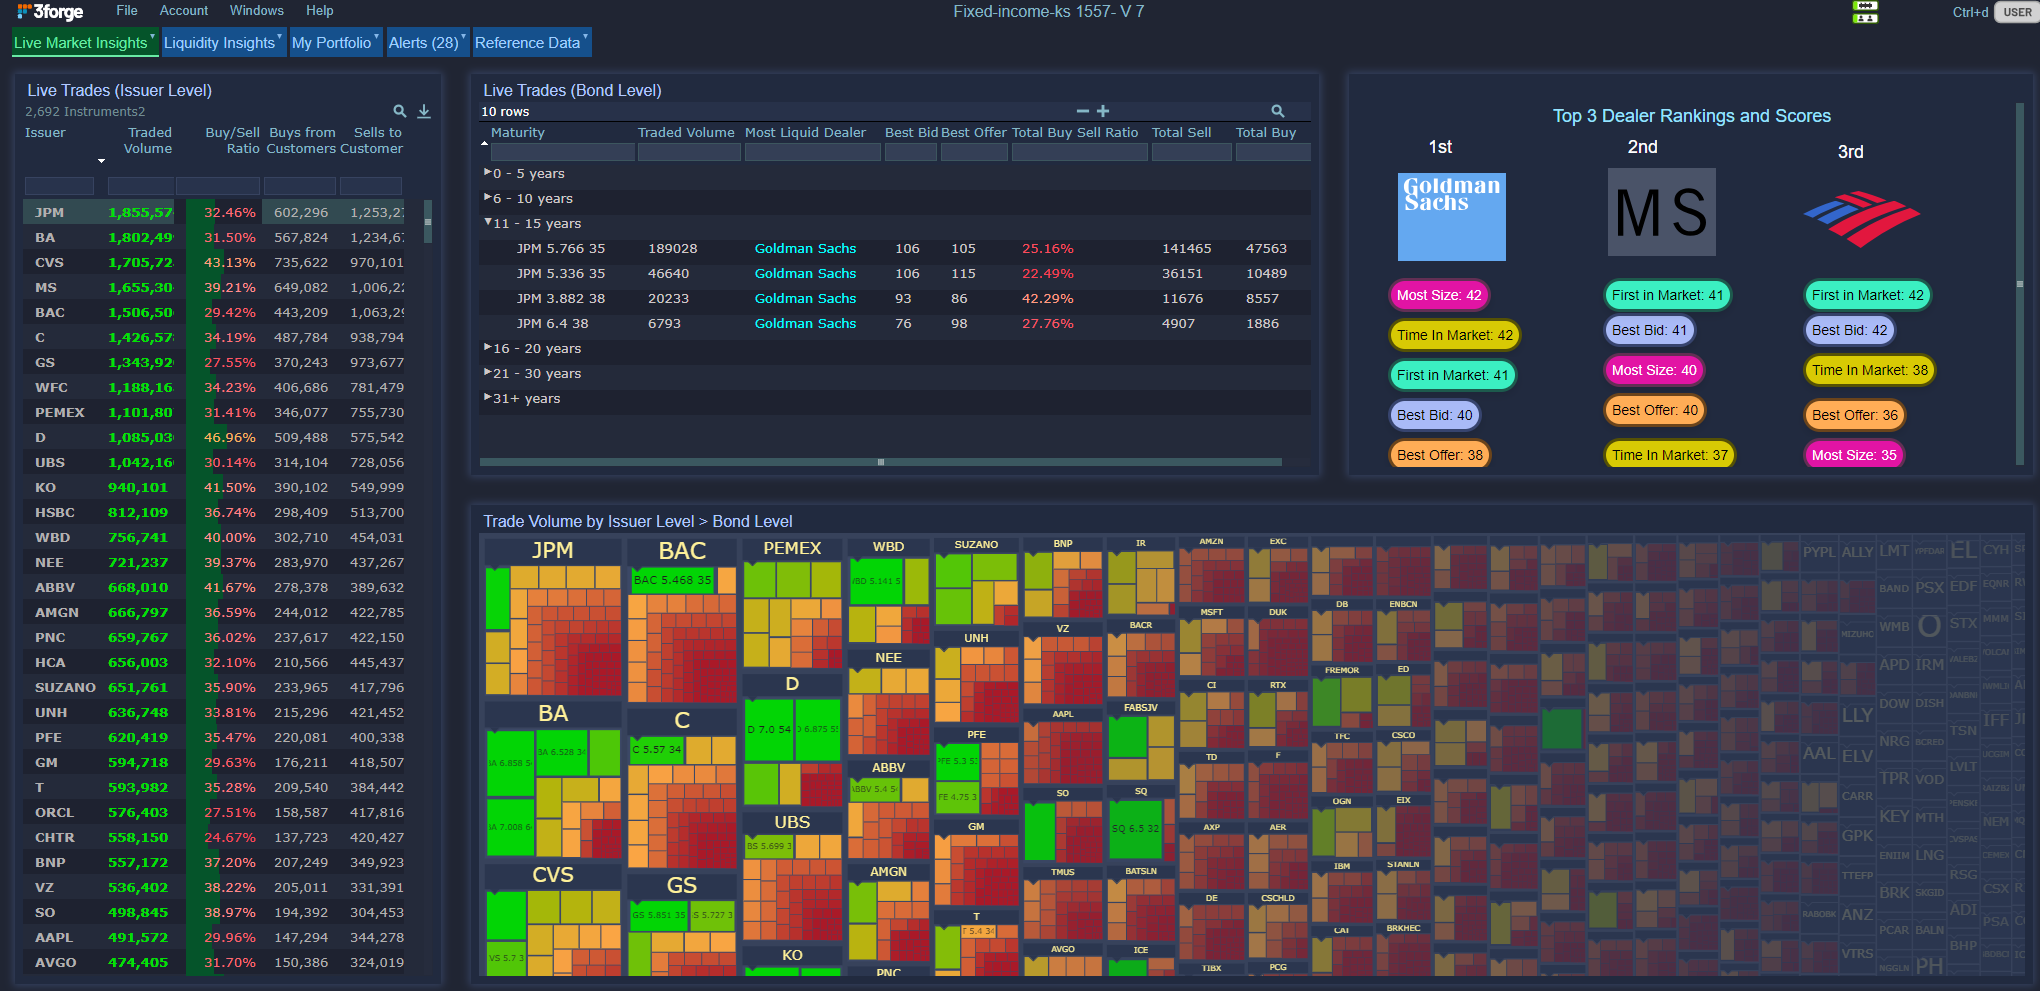 3forge File Account Windows Help
Fixed-income-ks 1557- V 7
Ctrl+d USER
Live Market Insights Liquidity Insights My Portfolio Alerts (28) Reference Data
Live Trades (Issuer Level)
2,692 Instruments2
Issuer Traded Volume Buy/Sell Ratio Buys from Customers Sells to Customer
JPM 1,855,57 32.46% 602,296 1,253,27
BA 1,802,49 31.50% 567,824 1,234,67
CVS 1,705,72 43.13% 735,622 970,101
MS 1,655,30 39.21% 649,082 1,006,22
BAC 1,506,50 29.42% 443,209 1,063,29
C 1,426,57 34.19% 487,784 938,794
GS 1,343,92 27.55% 370,243 973,677
WFC 1,188,16 34.23% 406,686 781,479
PEMEX 1,101,80 31.41% 346,077 755,730
D 1,085,03 46.96% 509,488 575,542
UBS 1,042,16 30.14% 314,104 728,056
KO 940,101 41.50% 390,102 549,999
HSBC 812,109 36.74% 298,409 513,700
WBD 756,741 40.00% 302,710 454,031
NEE 721,237 39.37% 283,970 437,267
ABBV 668,010 41.67% 278,378 389,632
AMGN 666,797 36.59% 244,012 422,785
PNC 659,767 36.02% 237,617 422,150
HCA 656,003 32.10% 210,566 445,437
SUZANO 651,761 35.90% 233,965 417,796
UNH 636,748 33.81% 215,296 421,452
PFE 620,419 35.47% 220,081 400,338
GM 594,718 29.63% 176,211 418,507
T 593,982 35.28% 209,540 384,442
ORCL 576,403 27.51% 158,587 417,816
CHTR 558,150 24.67% 137,723 420,427
BNP 557,172 37.20% 207,249 349,923
VZ 536,402 38.22% 205,011 331,391
SO 498,845 38.97% 194,392 304,453
AAPL 491,572 29.96% 147,294 344,278
AVGO 474,405 31.70% 150,386 324,019
Live Trades (Bond Level)
10 rows
Maturity Traded Volume Most Liquid Dealer Best Bid Best Offer Total Buy Sell Ratio Total Sell Total Buy
0 - 5 years
6 - 10 years
11 - 15 years
JPM 5.766 35 189028 Goldman Sachs 106 105 25.16% 141465 47563
JPM 5.336 35 46640 Goldman Sachs 106 115 22.49% 36151 10489
JPM 3.882 38 20233 Goldman Sachs 93 86 42.29% 11676 8557
JPM 6.4 38 6793 Goldman Sachs 76 98 27.76% 4907 1886
16 - 20 years
21 - 30 years
31+ years
Top 3 Dealer Rankings and Scores
1st 2nd 3rd
Goldman Sachs
MS
Most Size: 42 First in Market: 41 First in Market: 42
Time In Market: 42 Best Bid: 41 Best Bid: 42
First in Market: 41 Most Size: 40 Time In Market: 38
Best Bid: 40 Best Offer: 40 Best Offer: 36
Best Offer: 38 Time In Market: 37 Most Size: 35
Trade Volume by Issuer Level > Bond Level
JPM
BA
CVS
BAC
BAC 5.468 35
C
C 5.57 34
GS
GS 5.851 35
PEMEX
D
D 7.0 54
UBS
KO
WBD
NEE
ABBV
AMGN
PNC
SUZANO
UNH
PFE
GM
T
BNP
VZ
AAPL
SO
TMUS
AVGO
IR
BACR
FABSJV
SQ
SQ 6.5 32
BATSLN
ICE
AMZN
MSFT
CI
TD
AXP
DE
TIBX
EXC
DUK
RTX
F
AER
CSCHLD
PCG
DB
FREMOR
TFC
OGN
IBM
CAT
ENBCN
ED
CSCO
EIX
STANLN
BRKHEC
PYPL ALLY LMT EL CYH
BAND PSX EDF EQNR
MIZUHC WMB O STX MMM
APD IRM
LLY DOW DISH IFF
AAL ELV NRG BCRED TSN
TPR VOD LVLT
CARR KEY MTH NEM
GPK ENIIM LNG
TTEFP BRK SKGID RSG CSX
RABOBK ANZ PCAR BALN ADI PSA
VTRS NGGLN PH BHP